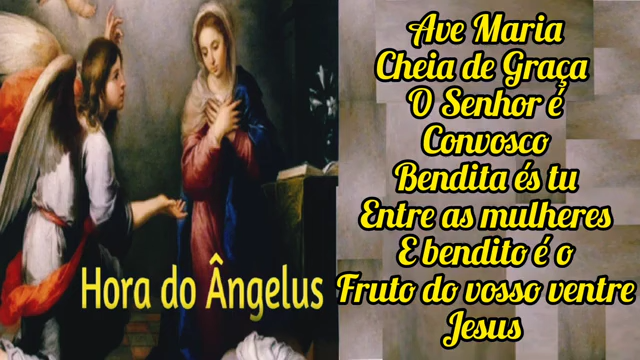 Hora do Ângelus
Ave Maria
Cheia de Graça
O Senhor é
Convosco
Bendita és tu
Entre as mulheres
E bendito é o
Fruto do vosso ventre
Jesus